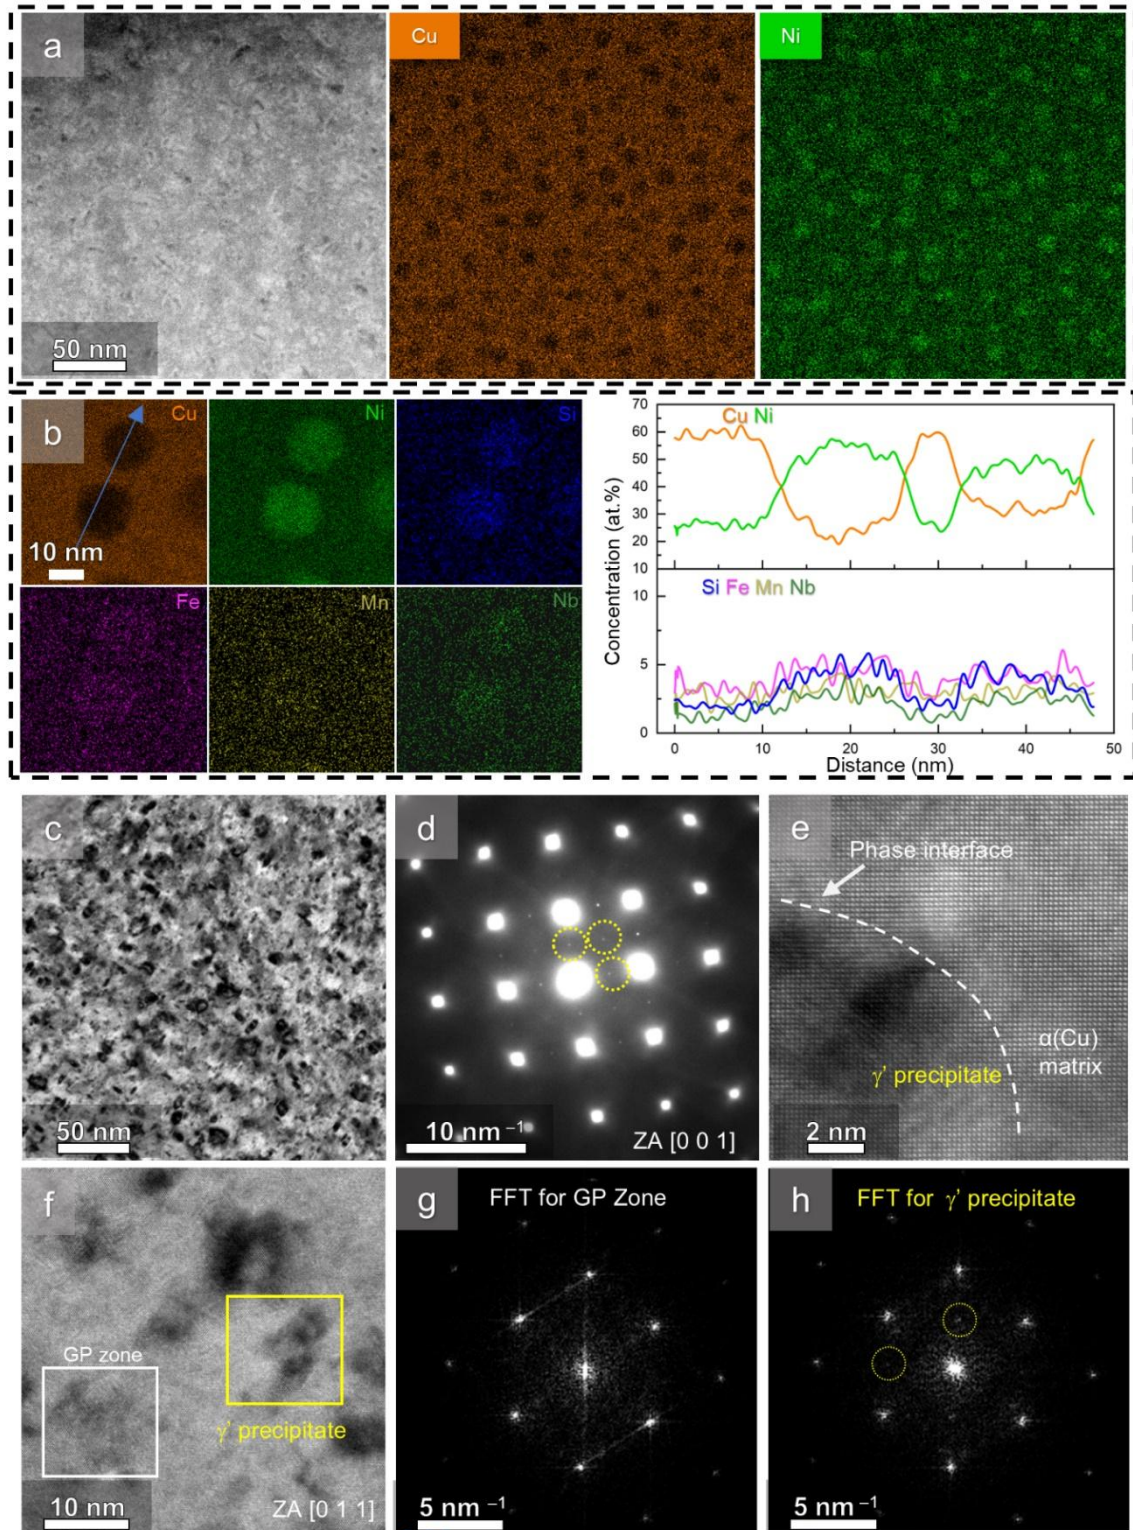 a
Cu
Ni
50 nm
b
Cu
Ni
Si
10 nm
Fe
Mn
Nb
Cu Ni
70
60
50
40
30
20
10
Si Fe Mn Nb
10
5
0
Concentration (at.%)
0 10 20 30 40 50
Distance (nm)
c
50 nm
d
10 nm⁻¹
ZA [0 0 1]
e
Phase interface
α(Cu)
matrix
γ' precipitate
2 nm
f
GP zone
γ' precipitate
10 nm
ZA [0 1 1]
g
FFT for GP Zone
5 nm⁻¹
h
FFT for γ' precipitate
5 nm⁻¹